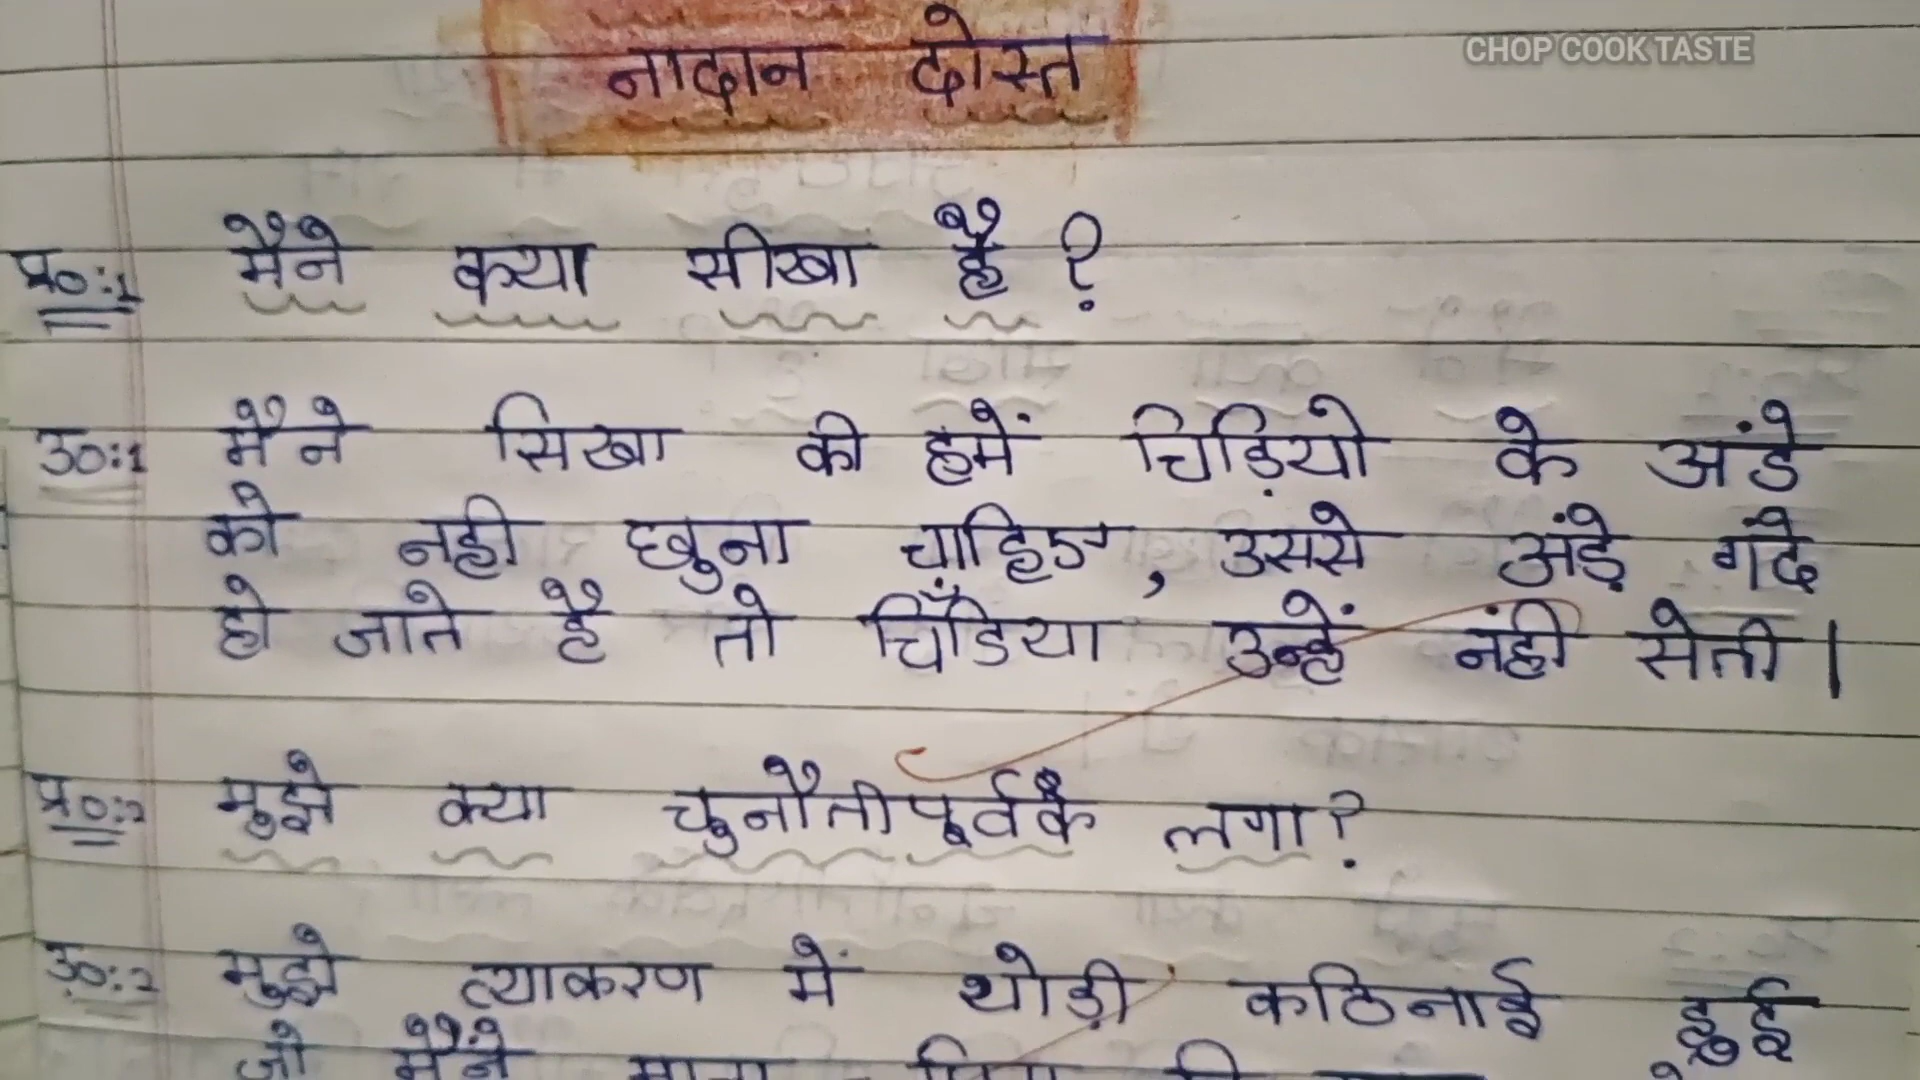 CHOP COOK TASTE
नादान दोस्त
प्र०:1 मैने क्या सीखा है ?
उ०:1 मैने सिखा की हमें चिड़ियो के अंडे
को नही छुना चाहिए, उससे अंड़े गंदे
हो जाते है तो चिँडिया उन्हें नंही सेती |
प्र०:2 मुझे क्या चुनौतीपूर्वक लगा?
उ०:2 मुझे व्याकरण में थोड़ी कठिनाई हुई
जो मैंने